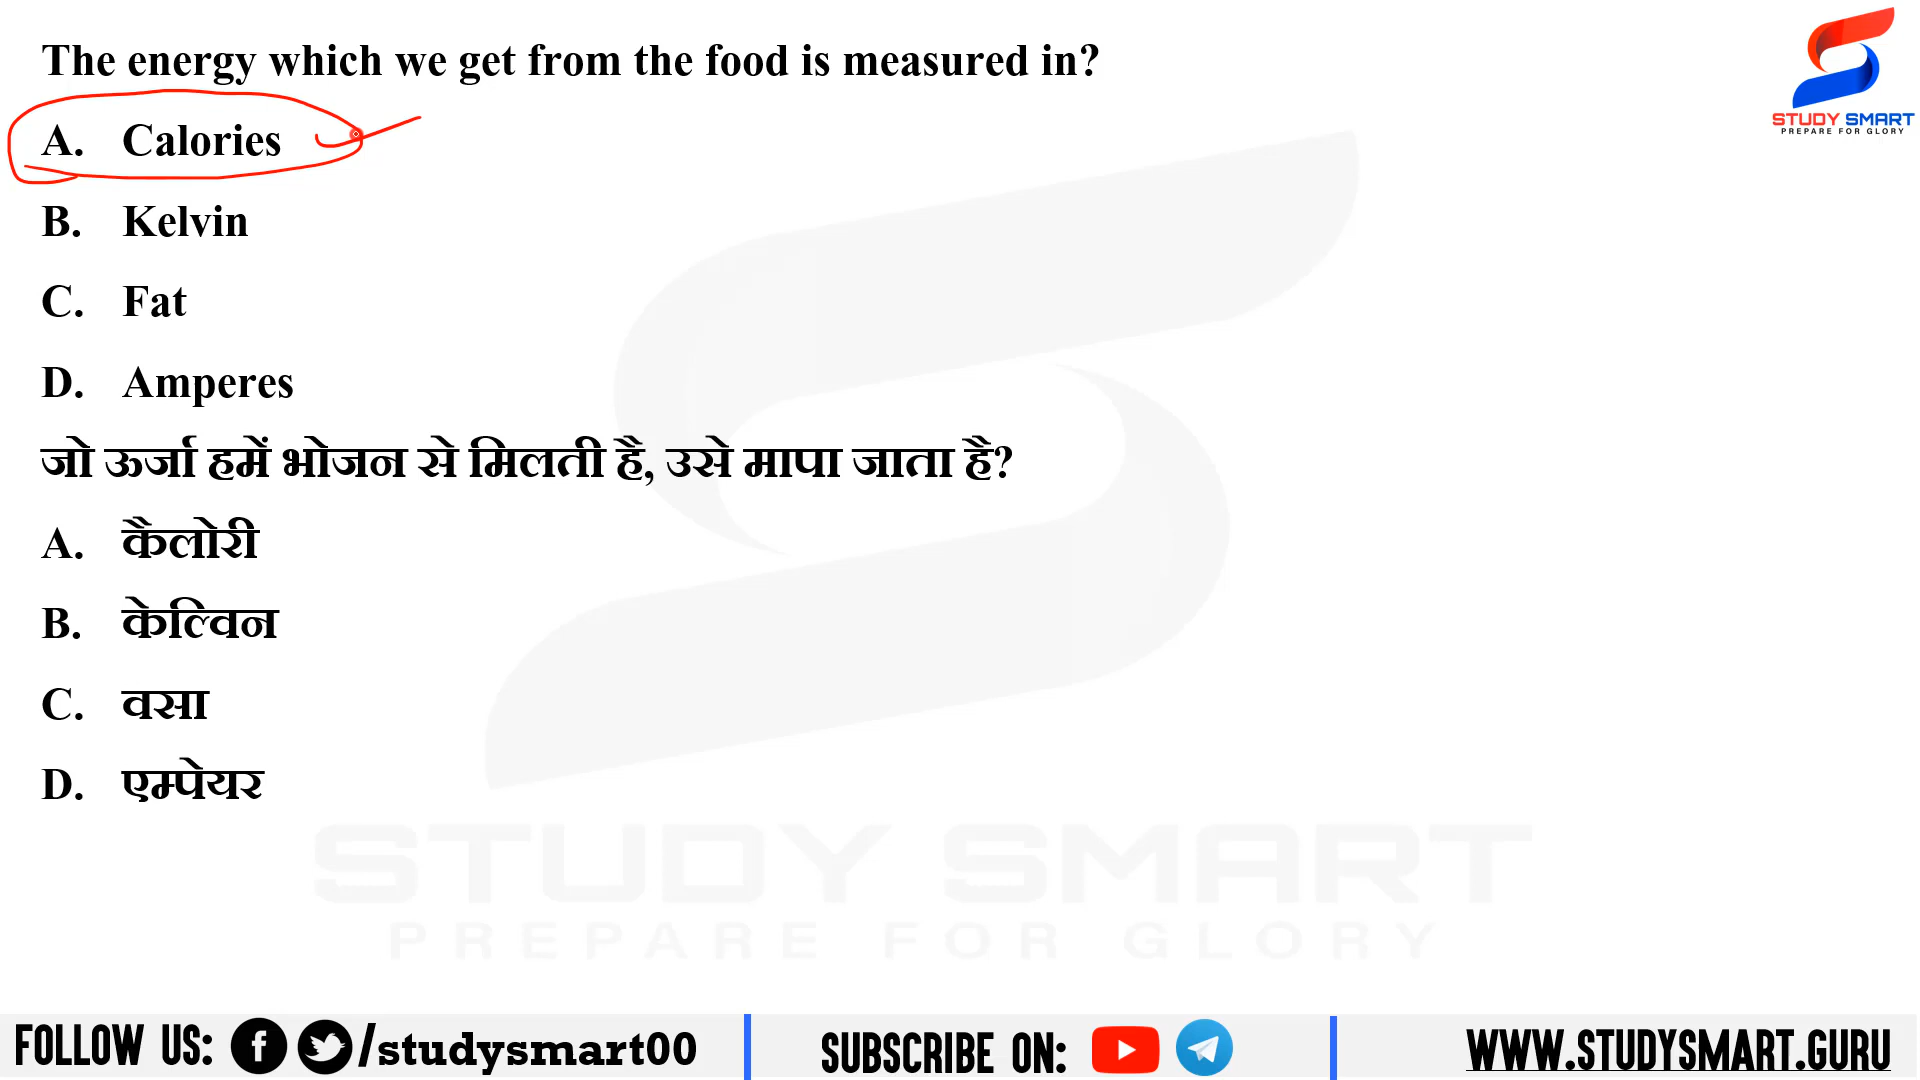 The energy which we get from the food is measured in?
A. Calories
B. Kelvin
C. Fat
D. Amperes
जो ऊर्जा हमें भोजन से मिलती है, उसे मापा जाता है?
A. कैलोरी
B. केल्विन
C. वसा
D. एम्पेयर
STUDY SMART
PREPARE FOR GLORY
STUDY SMART
PREPARE FOR GLORY
FOLLOW US: /studysmart00
SUBSCRIBE ON:
WWW.STUDYSMART.GURU